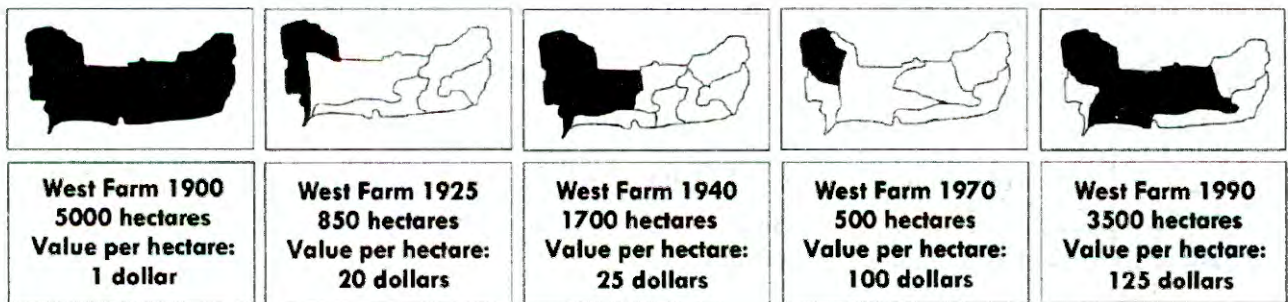 West Farm 1900
5000 hectares
Value per hectare:
1 dollar
West Farm 1925
850 hectares
Value per hectare:
20 dollars
West Farm 1940
1700 hectares
Value per hectare:
25 dollars
West Farm 1970
500 hectares
Value per hectare:
100 dollars
West Farm 1990
3500 hectares
Value per hectare:
125 dollars